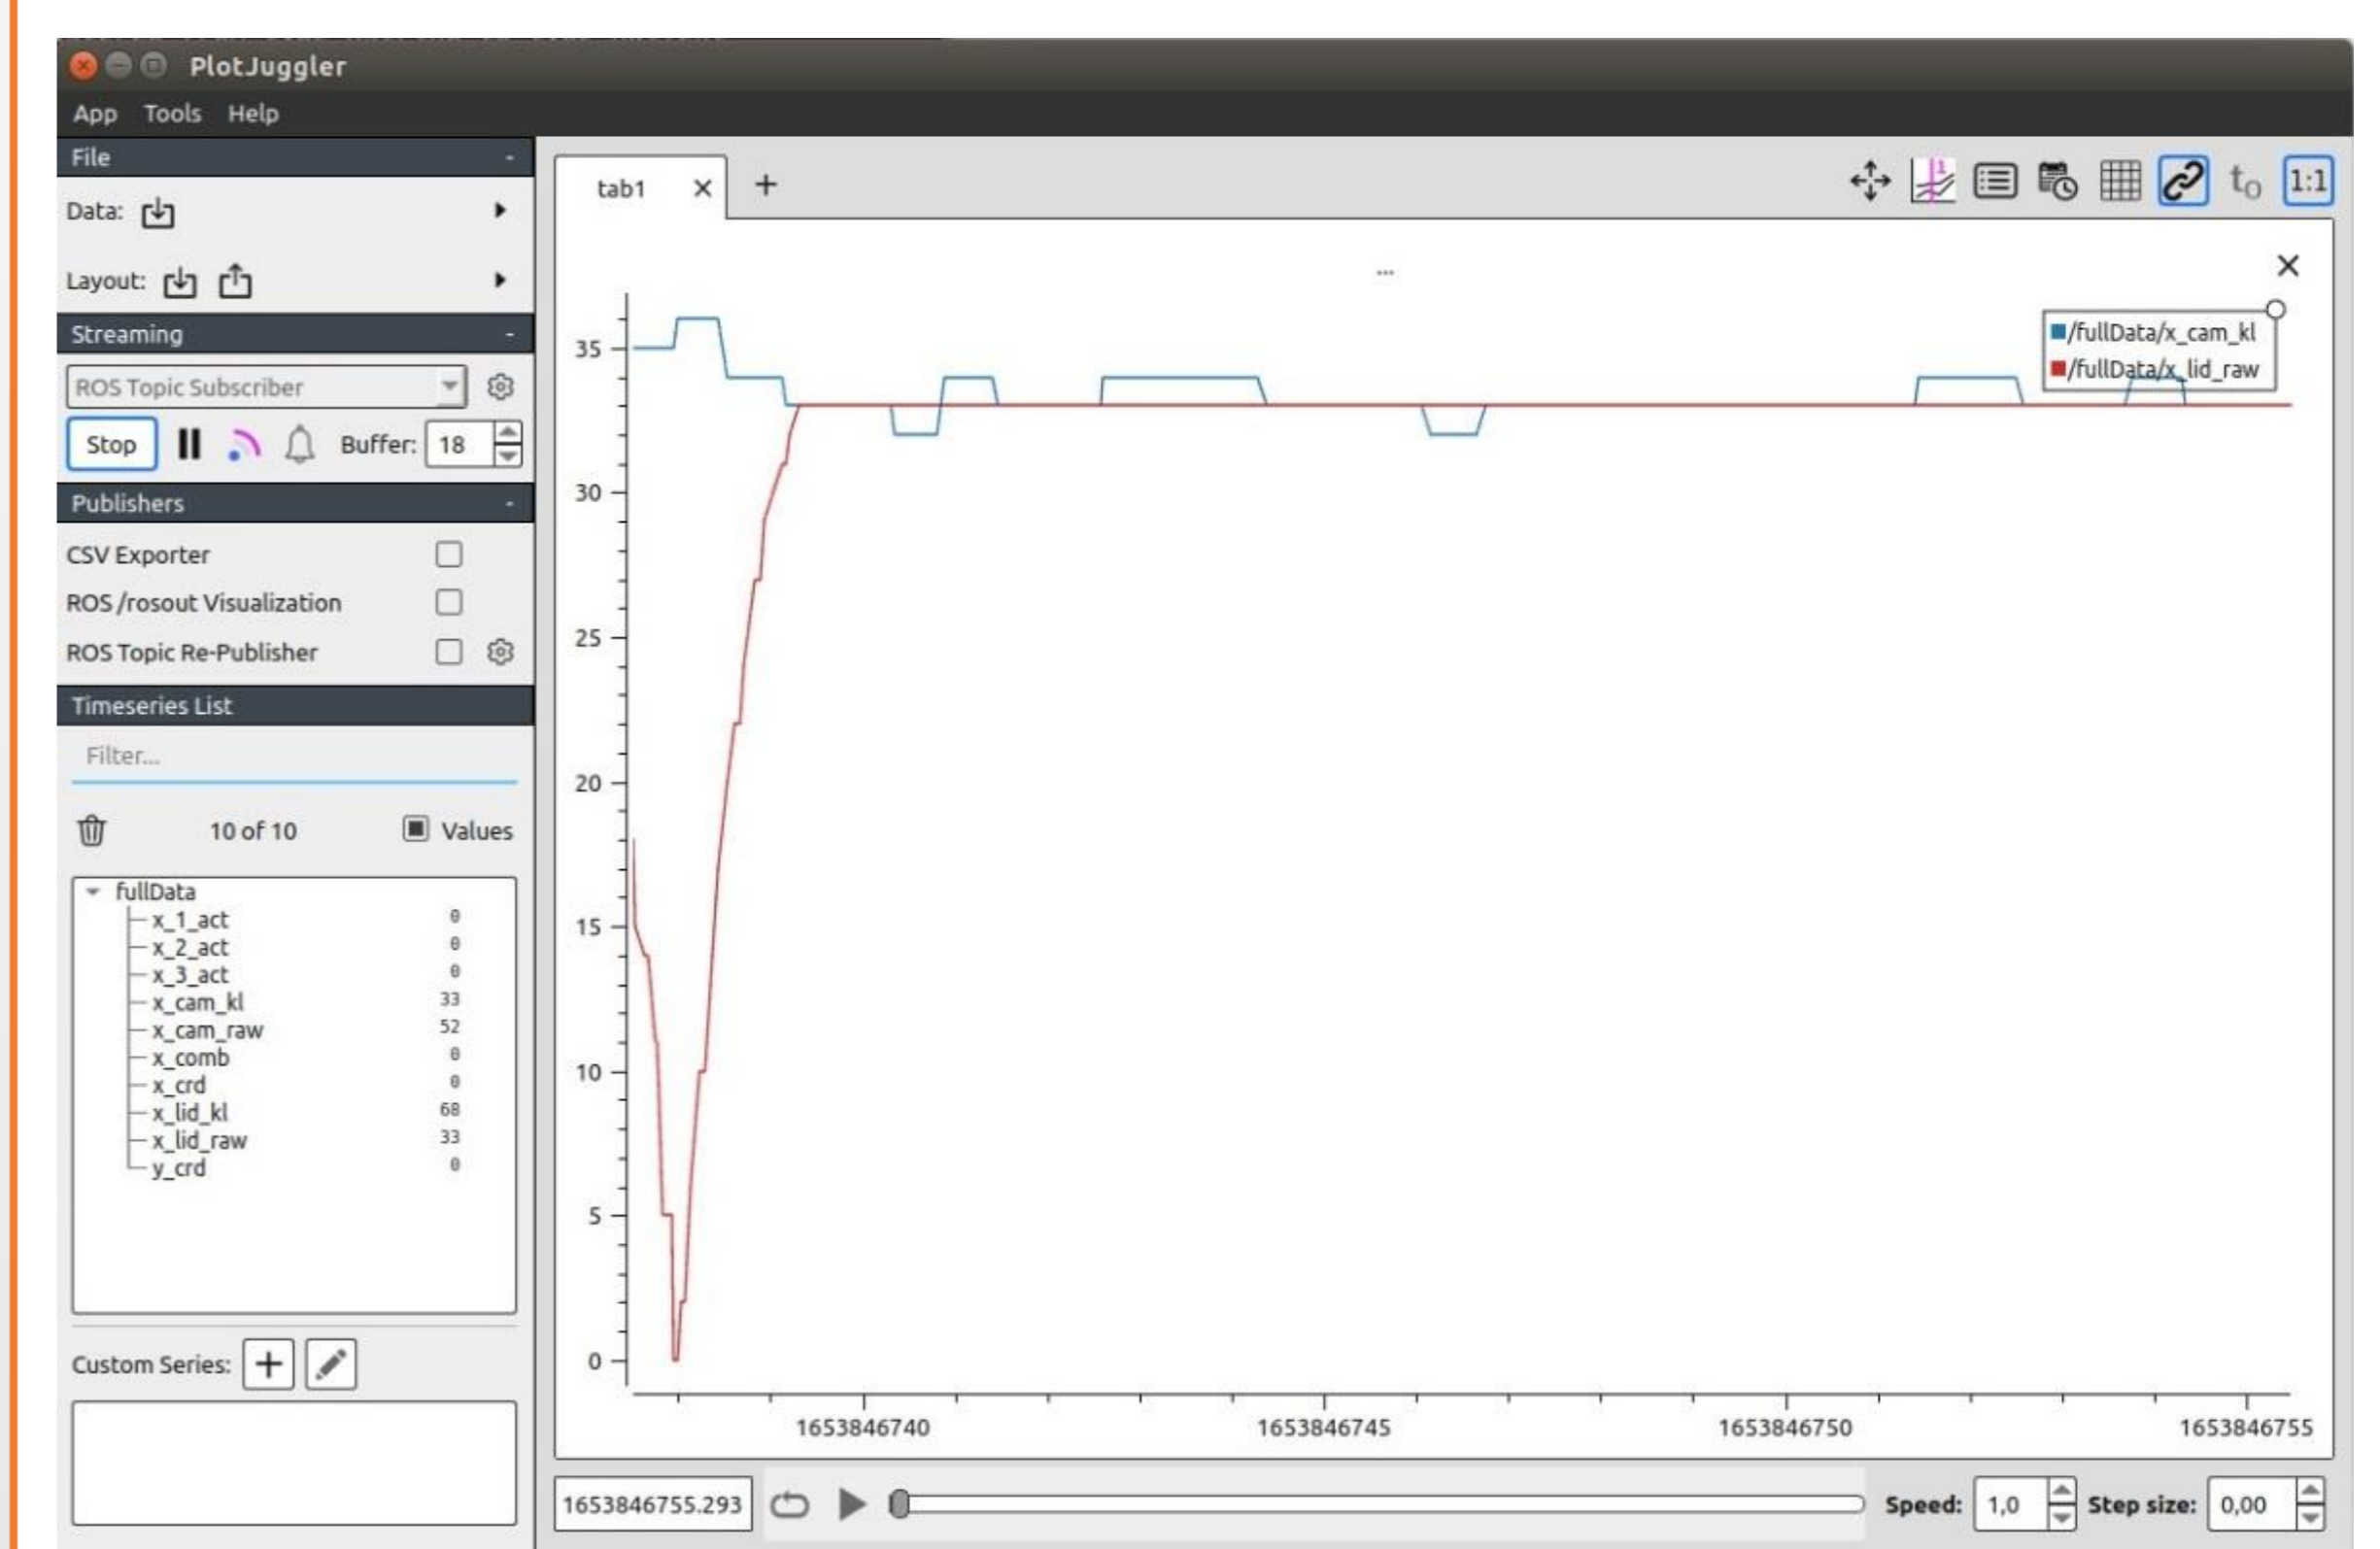 PlotJuggler
App Tools Help
File -
Data:
Layout:
Streaming -
ROS Topic Subscriber
Stop Buffer: 18
Publishers -
CSV Exporter
ROS /rosout Visualization
ROS Topic Re-Publisher
Timeseries List
Filter...
10 of 10 Values
fullData
x_1_act 0
x_2_act 0
x_3_act 0
x_cam_kl 33
x_cam_raw 52
x_comb 0
x_crd 0
x_lid_kl 68
x_lid_raw 33
y_crd 0
Custom Series:
tab1
t0 1:1
...
/fullData/x_cam_kl
/fullData/x_lid_raw
35
30
25
20
15
10
5
0
1653846740 1653846745 1653846750 1653846755
1653846755.293 Speed: 1,0 Step size: 0,00